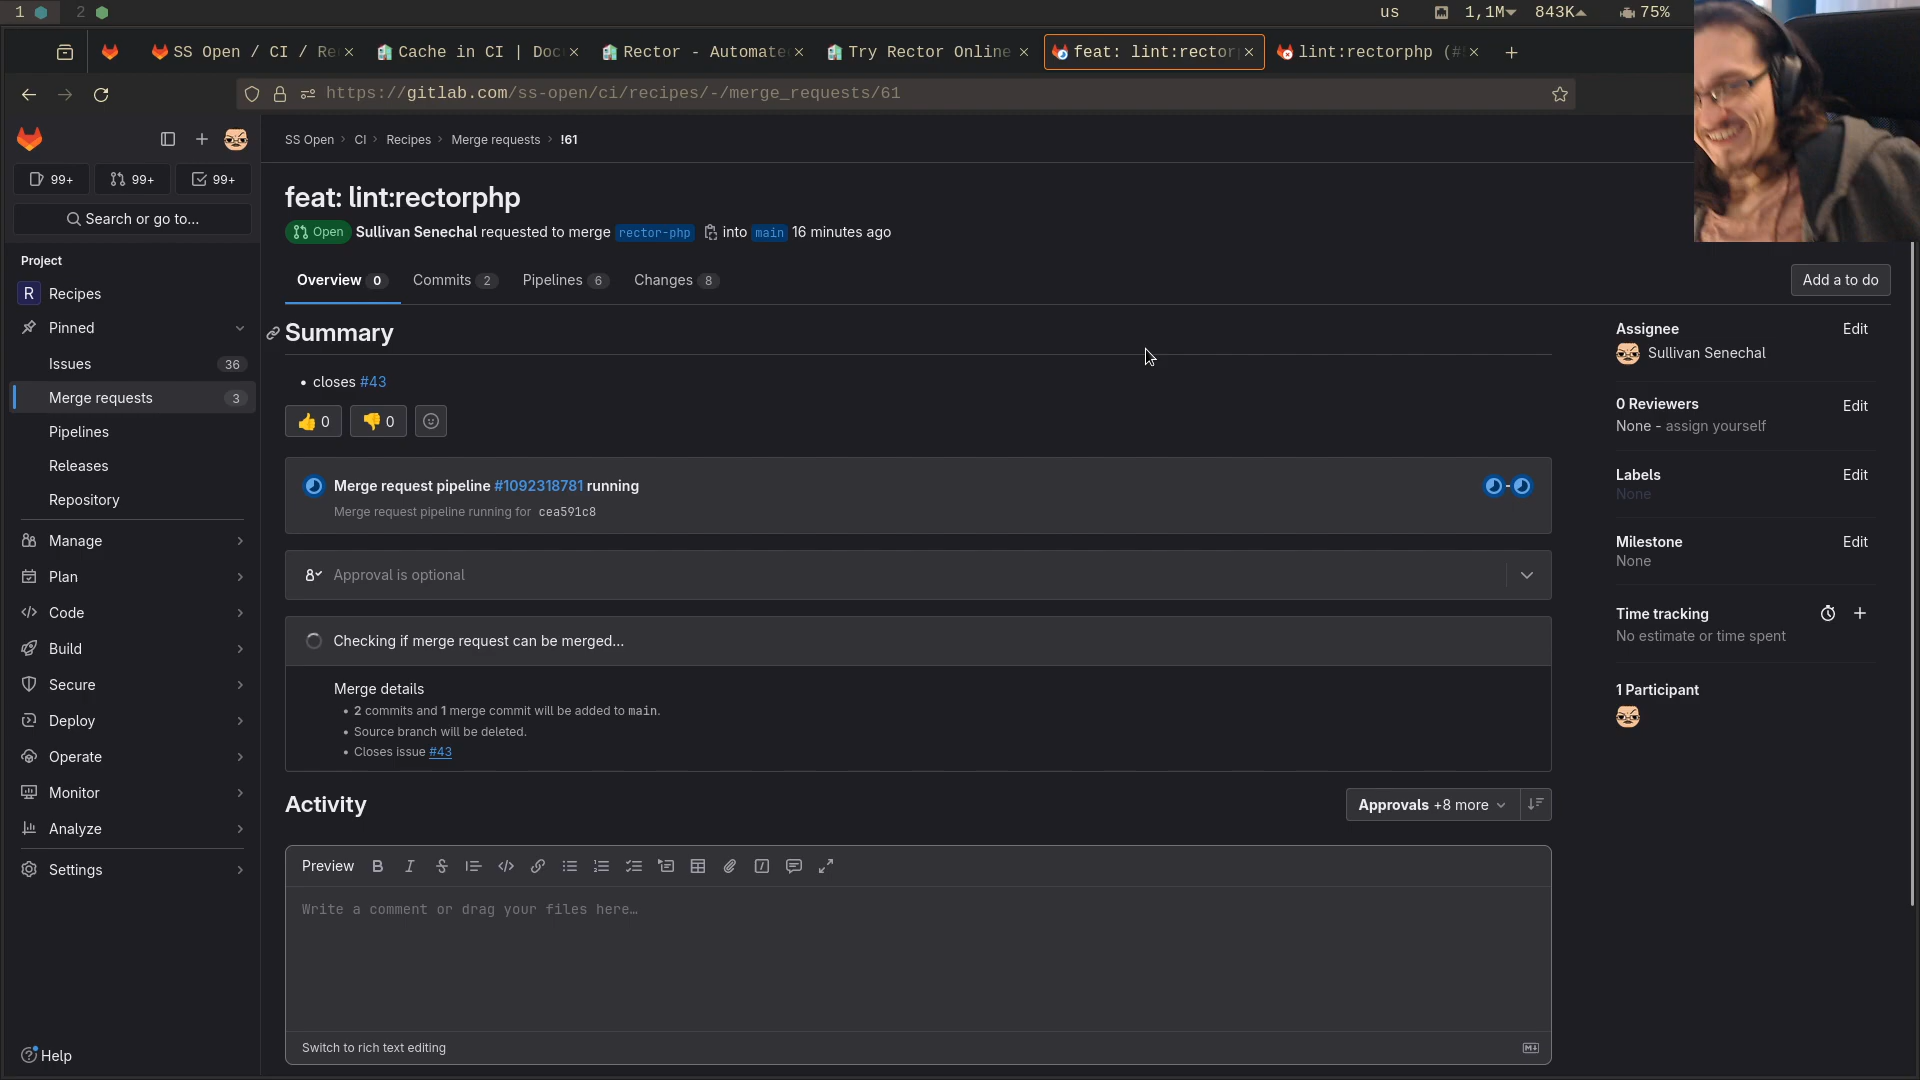 1 2 us 1,1M 843K 75%
SS Open / CI / Re Cache in CI | Doc Rector - Automate Try Rector Online feat: lint:rector lint:rectorphp (#
https://gitlab.com/ss-open/ci/recipes/-/merge_requests/61
SS Open CI Recipes Merge requests !61
99+ 99+ 99+
Search or go to...
Project
R Recipes
Pinned
Issues 36
Merge requests 3
Pipelines
Releases
Repository
Manage
Plan
Code
Build
Secure
Deploy
Operate
Monitor
Analyze
Settings
Help
feat: lint:rectorphp
Open Sullivan Senechal requested to merge rector-php into main 16 minutes ago
Overview 0 Commits 2 Pipelines 6 Changes 8
Add a to do
Summary
• closes #43
0 0
Merge request pipeline #1092318781 running
Merge request pipeline running for cea591c8
Approval is optional
Checking if merge request can be merged…
Merge details
• 2 commits and 1 merge commit will be added to main.
• Source branch will be deleted.
• Closes issue #43
Activity
Approvals +8 more
Preview
Write a comment or drag your files here…
Switch to rich text editing
Assignee Edit
Sullivan Senechal
0 Reviewers Edit
None - assign yourself
Labels Edit
None
Milestone Edit
None
Time tracking
No estimate or time spent
1 Participant